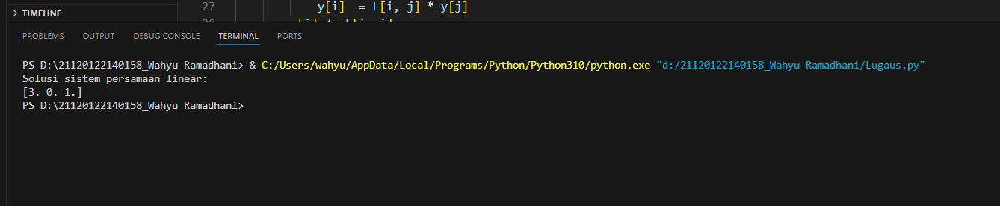 TIMELINE
27 y[i] -= L[i, j] * y[j]
PROBLEMS OUTPUT DEBUG CONSOLE TERMINAL PORTS
PS D:\21120122140158_Wahyu Ramadhani> & C:/Users/wahyu/AppData/Local/Programs/Python/Python310/python.exe "d:/21120122140158_Wahyu Ramadhani/Lugaus.py"
Solusi sistem persamaan linear:
[3. 0. 1.]
PS D:\21120122140158_Wahyu Ramadhani>